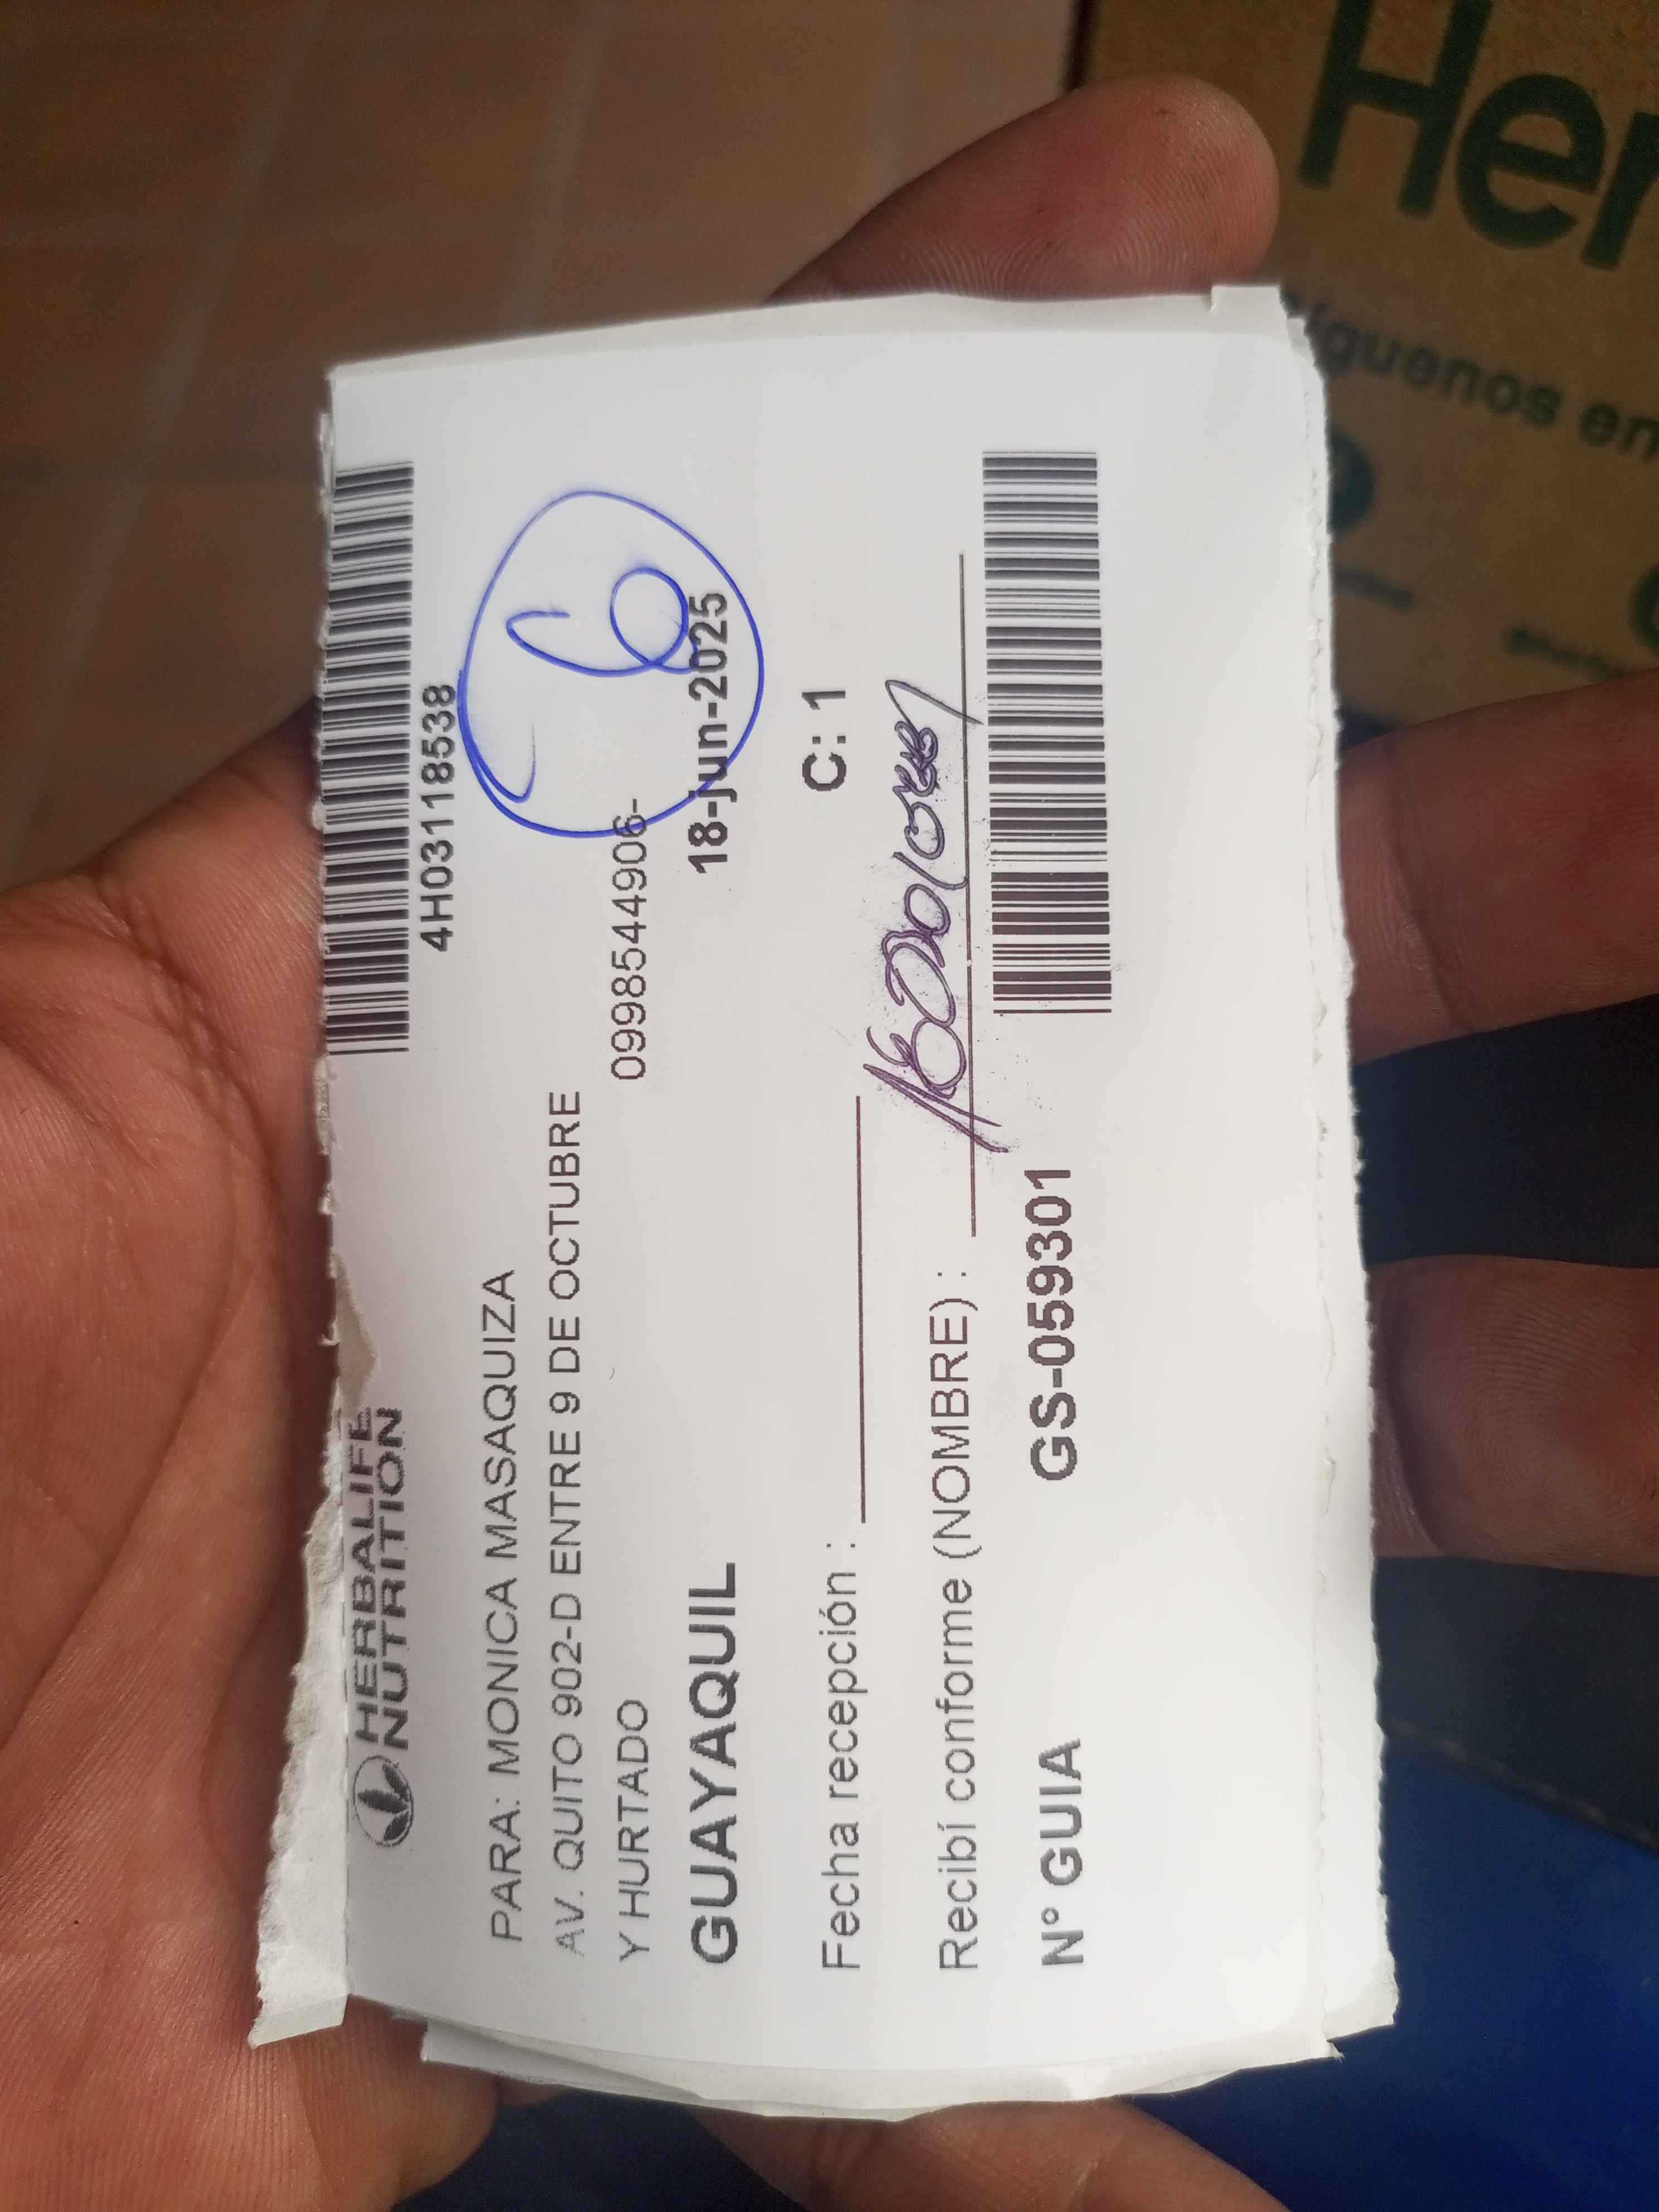 HERBALIFE
NUTRITION
4H03118538
PARA: MONICA MASAQUIZA
AV. QUITO 902-D ENTRE 9 DE OCTUBRE
Y HURTADO
0998544906-
GUAYAQUIL
18-jun-2025
Fecha recepción :
C: 1
Recibí conforme (NOMBRE) :
N° GUIA
GS-059301
Her
síguenos en